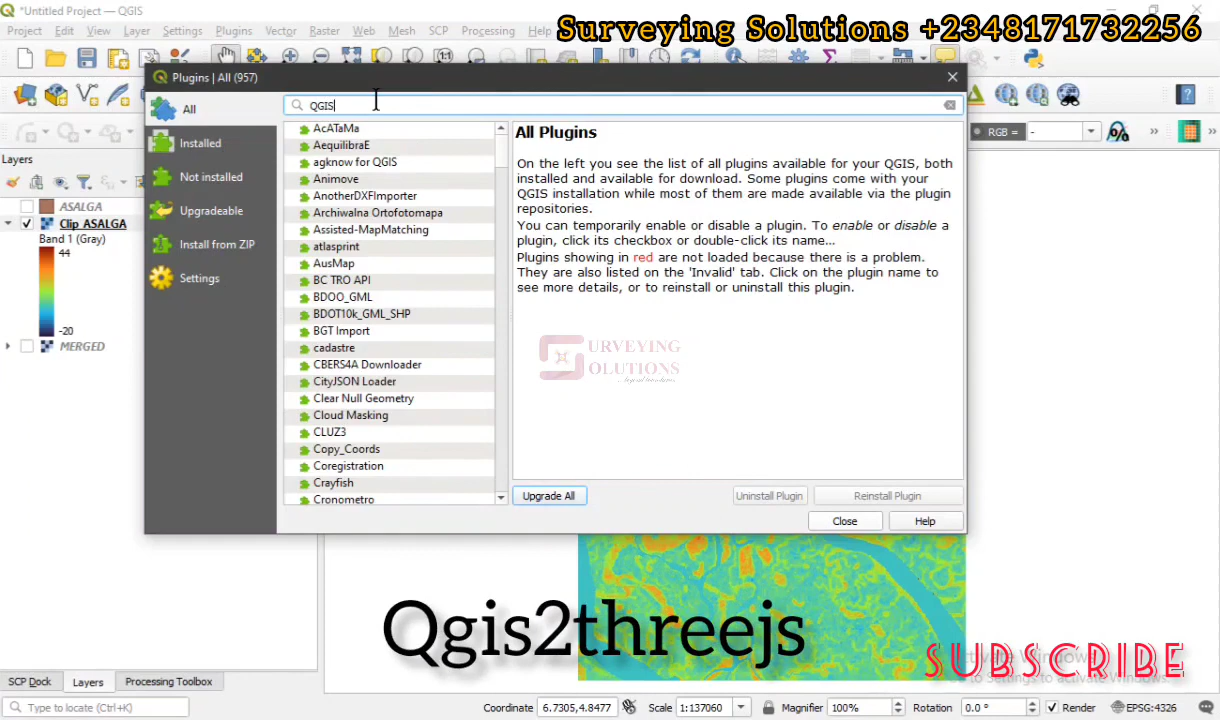 *Untitled Project — QGIS
Project Edit View Layer Settings Plugins Vector Raster Web Mesh SCP Processing Help
Surveying Solutions +2348171732256
Plugins | All (957)
All
Installed
Not installed
Upgradeable
Install from ZIP
Settings
QGIS
AcATaMa
AequilibraE
agknow for QGIS
Animove
AnotherDXFImporter
Archiwalna Ortofotomapa
Assisted-MapMatching
atlasprint
AusMap
BC TRO API
BDOO_GML
BDOT10k_GML_SHP
BGT Import
cadastre
CBERS4A Downloader
CityJSON Loader
Clear Null Geometry
Cloud Masking
CLUZ3
Copy_Coords
Coregistration
Crayfish
Cronometro
All Plugins
On the left you see the list of all plugins available for your QGIS, both
installed and available for download. Some plugins come with your
QGIS installation while most of them are made available via the plugin
repositories.
You can temporarily enable or disable a plugin. To enable or disable a
plugin, click its checkbox or double-click its name...
Plugins showing in red are not loaded because there is a problem.
They are also listed on the 'Invalid' tab. Click on the plugin name to
see more details, or to reinstall or uninstall this plugin.
URVEYING
OLUTIONS
Upgrade All
Uninstall Plugin
Reinstall Plugin
Close
Help
RGB =
-
Layers
ASALGA
Clip ASALGA
Band 1 (Gray)
44
-20
MERGED
Qgis2threejs
SUBSCRIBE
Activate Windows
Go to Settings to activate Windows.
SCP Dock Layers Processing Toolbox
Type to locate (Ctrl+K)
Coordinate 6.7305,4.8477 Scale 1:137060 Magnifier 100% Rotation 0.0 ° Render EPSG:4326